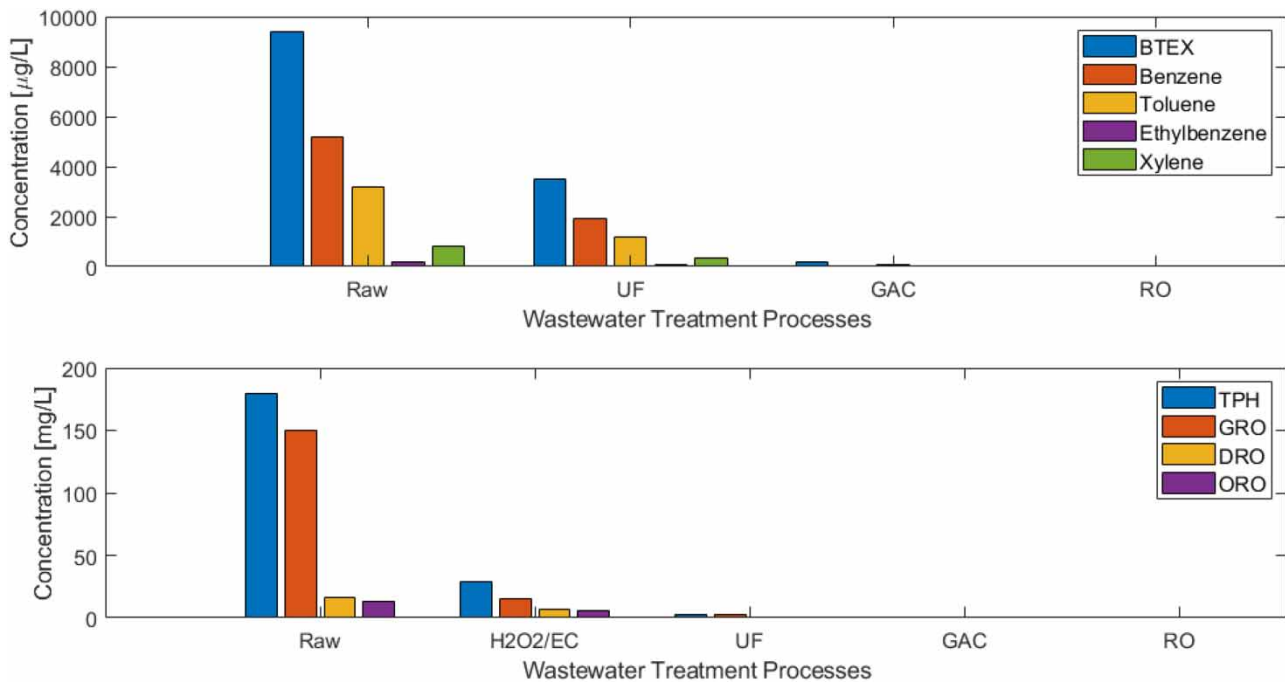 10000
8000
6000
4000
2000
0
Concentration [μg/L]
BTEX
Benzene
Toluene
Ethylbenzene
Xylene
Raw UF GAC RO
Wastewater Treatment Processes
200
150
100
50
0
Concentration [mg/L]
TPH
GRO
DRO
ORO
Raw H2O2/EC UF GAC RO
Wastewater Treatment Processes